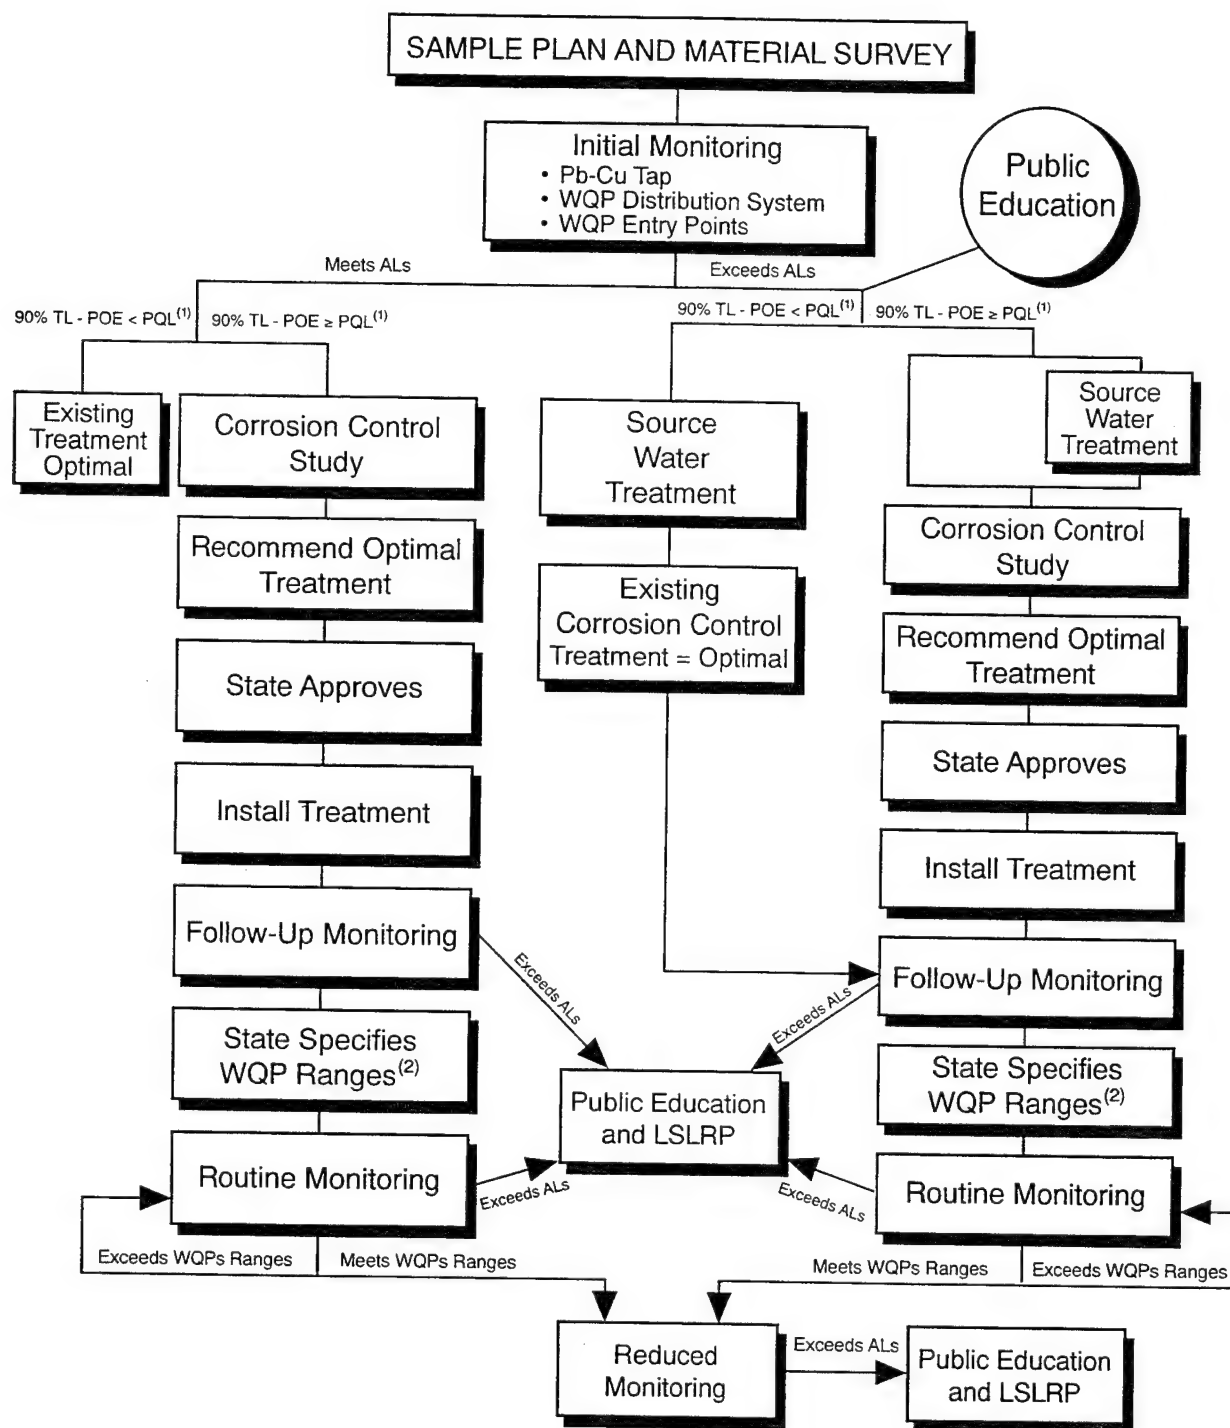 SAMPLE PLAN AND MATERIAL SURVEY
Initial Monitoring
• Pb-Cu Tap
• WQP Distribution System
• WQP Entry Points
Public
Education
Meets ALs
Exceeds ALs
90% TL - POE < PQL(1)
90% TL - POE ≥ PQL(1)
90% TL - POE < PQL(1)
90% TL - POE ≥ PQL(1)
Existing
Treatment
Optimal
Corrosion Control
Study
Recommend Optimal
Treatment
State Approves
Install Treatment
Follow-Up Monitoring
Exceeds ALs
State Specifies
WQP Ranges(2)
Routine Monitoring
Exceeds ALs
Exceeds WQPs Ranges
Meets WQPs Ranges
Source
Water
Treatment
Existing
Corrosion Control
Treatment = Optimal
Public Education
and LSLRP
Source
Water
Treatment
Corrosion Control
Study
Recommend Optimal
Treatment
State Approves
Install Treatment
Follow-Up Monitoring
Exceeds ALs
State Specifies
WQP Ranges(2)
Routine Monitoring
Exceeds ALs
Meets WQPs Ranges
Exceeds WQPs Ranges
Reduced
Monitoring
Exceeds ALs
Public Education
and LSLRP